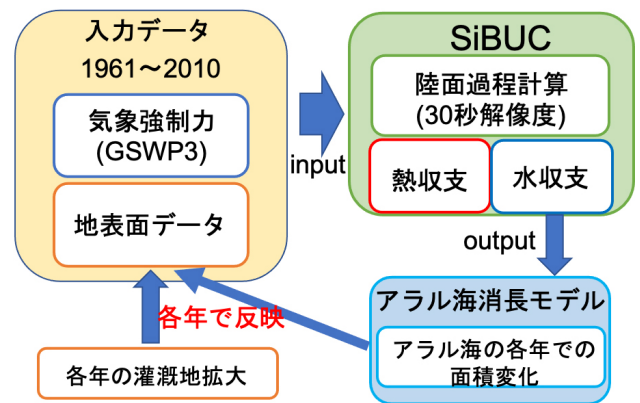 入力データ
1961〜2010
気象強制力
(GSWP3)
地表面データ
input
SiBUC
陸面過程計算
(30秒解像度)
熱収支
水収支
output
アラル海消長モデル
アラル海の各年での
面積変化
各年で反映
各年の灌漑地拡大